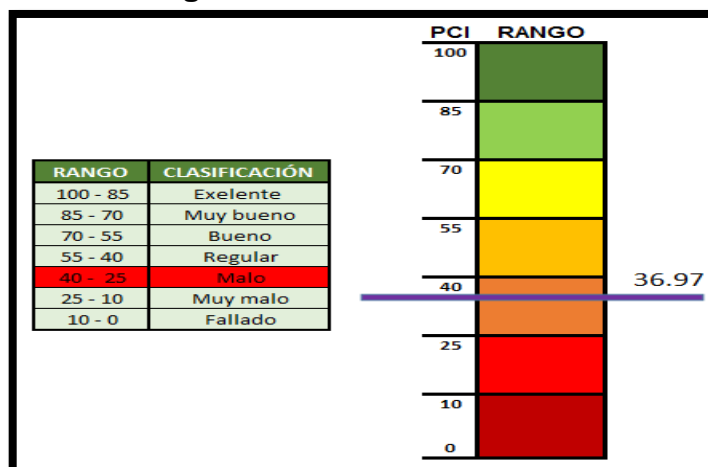 PCI RANGO
100
85
70
55
40
36.97
25
10
0
RANGO CLASIFICACIÓN
100 - 85 Exelente
85 - 70 Muy bueno
70 - 55 Bueno
55 - 40 Regular
40 - 25 Malo
25 - 10 Muy malo
10 - 0 Fallado